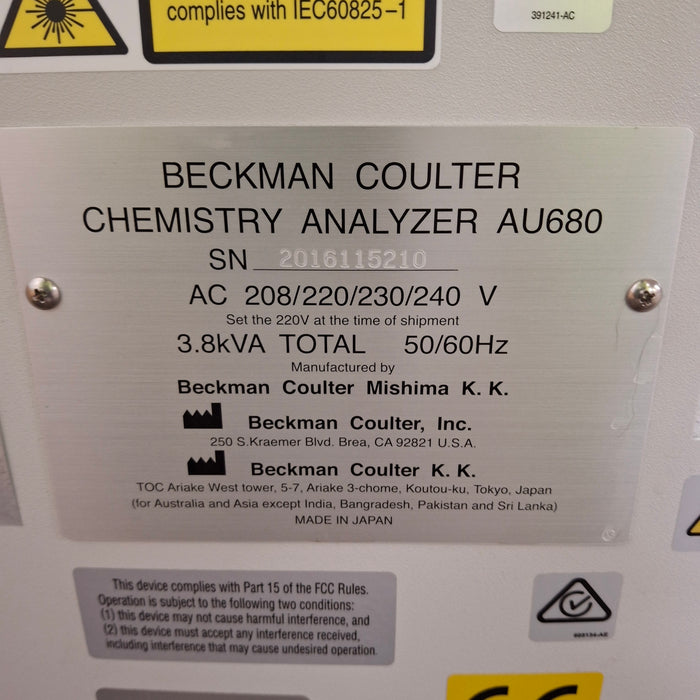 complies with IEC60825-1
391241-AC
BECKMAN COULTER
CHEMISTRY ANALYZER AU680
SN 2016115210
AC 208/220/230/240 V
Set the 220V at the time of shipment
3.8kVA TOTAL 50/60Hz
Manufactured by
Beckman Coulter Mishima K. K.
Beckman Coulter, Inc.
250 S.Kraemer Blvd. Brea, CA 92821 U.S.A.
Beckman Coulter K. K.
TOC Ariake West tower, 5-7, Ariake 3-chome, Koutou-ku, Tokyo, Japan
(for Australia and Asia except India, Bangradesh, Pakistan and Sri Lanka)
MADE IN JAPAN
This device complies with Part 15 of the FCC Rules.
Operation is subject to the following two conditions:
(1) this device may not cause harmful interference, and
(2) this device must accept any interference received,
including interference that may cause undesired operation.
CE